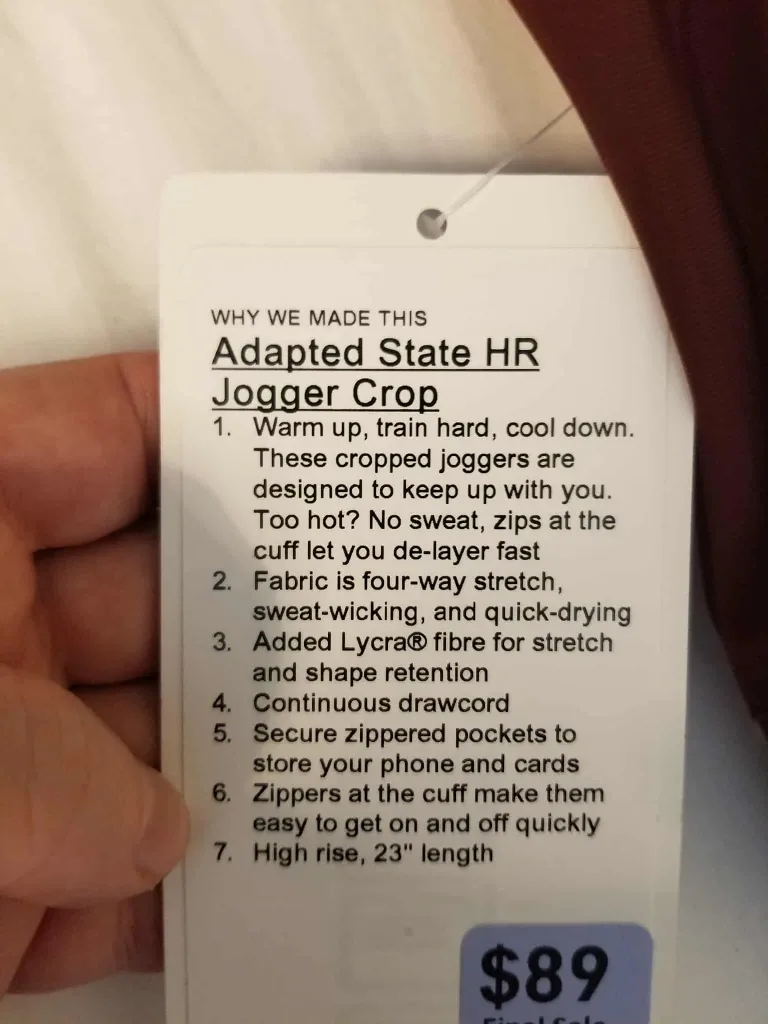 WHY WE MADE THIS
Adapted State HR
Jogger Crop
1. Warm up, train hard, cool down.
These cropped joggers are
designed to keep up with you.
Too hot? No sweat, zips at the
cuff let you de-layer fast
2. Fabric is four-way stretch,
sweat-wicking, and quick-drying
3. Added Lycra® fibre for stretch
and shape retention
4. Continuous drawcord
5. Secure zippered pockets to
store your phone and cards
6. Zippers at the cuff make them
easy to get on and off quickly
7. High rise, 23" length
$89
Final Sale